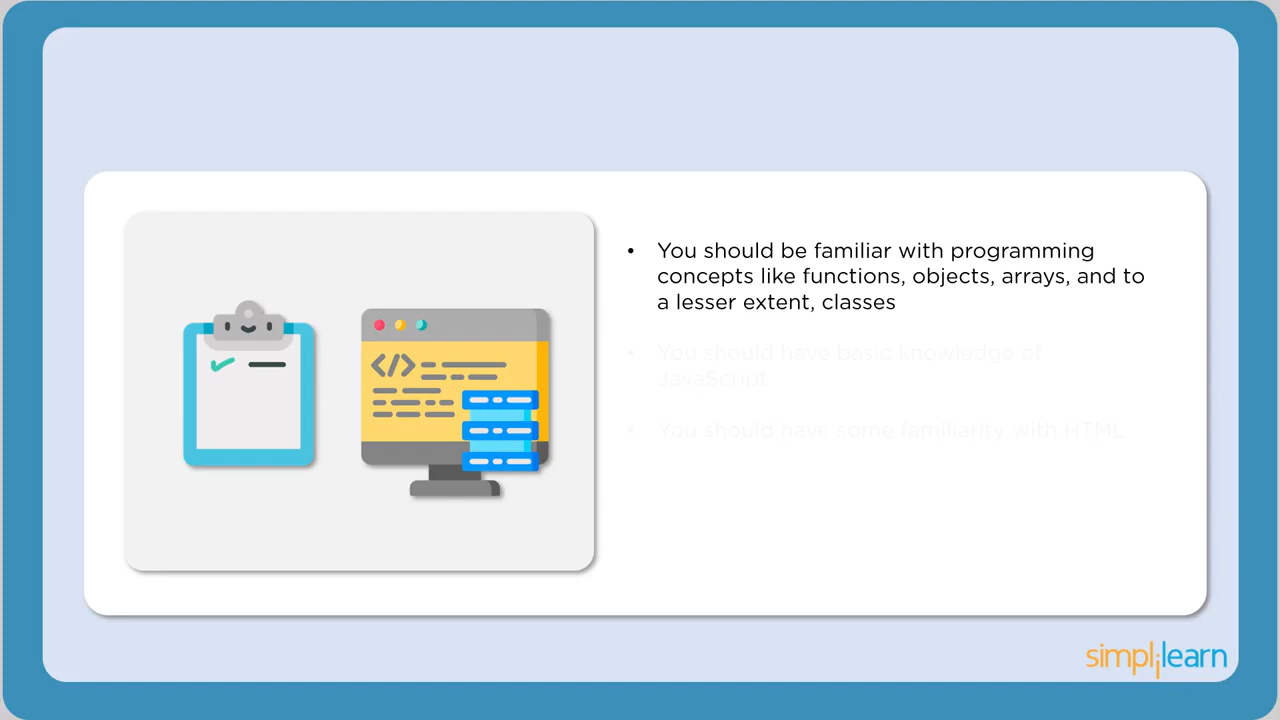 • You should be familiar with programming
concepts like functions, objects, arrays, and to
a lesser extent, classes
• You should have basic knowledge of
JavaScript
• You should have some familiarity with HTML
</>
simplilearn